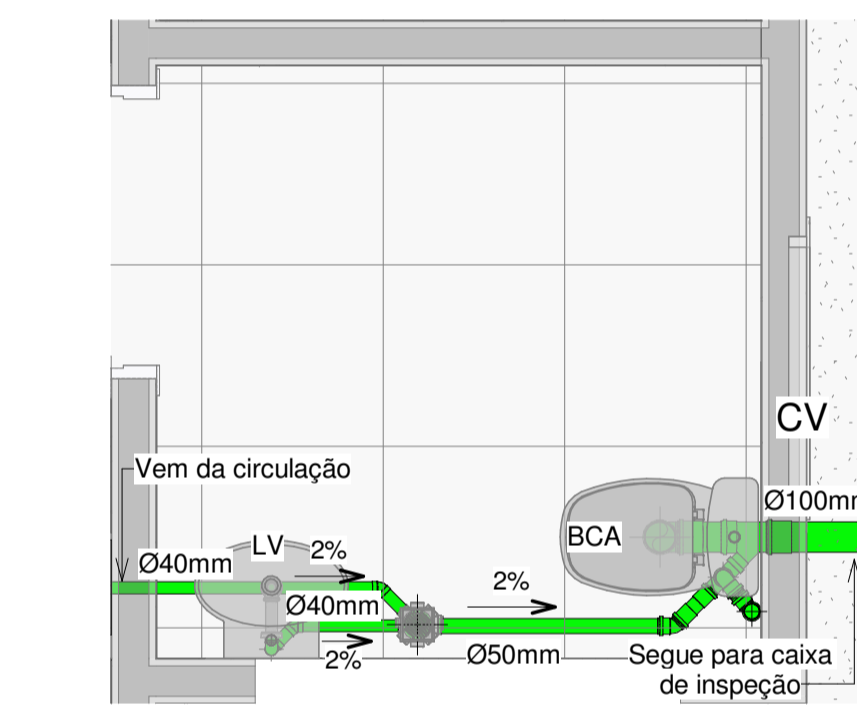 CV
Vem da circulação
Ø100mm
LV
2%
BCA
Ø40mm
2%
Ø40mm
2%
Ø50mm
Segue para caixa
de inspeção